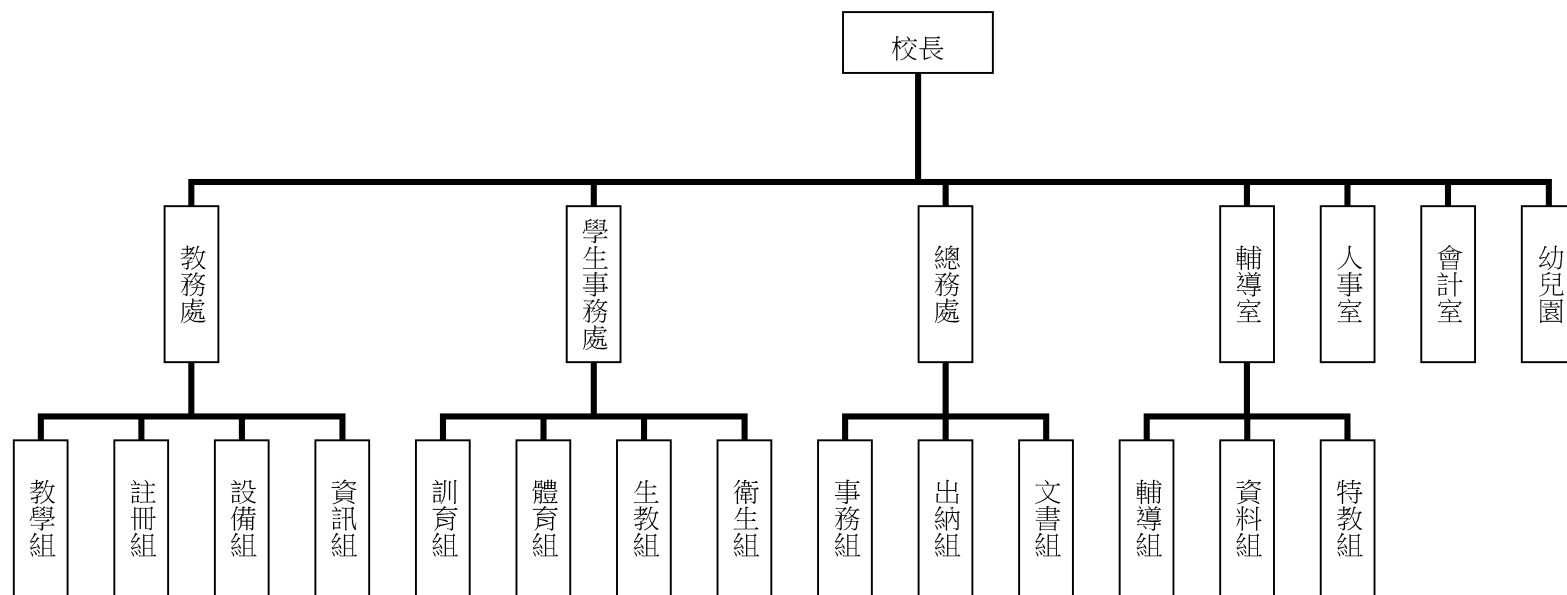 校長
教務處
學生事務處
總務處
輔導室
人事室
會計室
幼兒園
教學組
註冊組
設備組
資訊組
訓育組
體育組
生教組
衛生組
事務組
出納組
文書組
輔導組
資料組
特教組